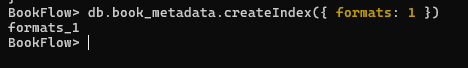 BookFlow> db.book_metadata.createIndex({ formats: 1 })
formats_1
BookFlow>